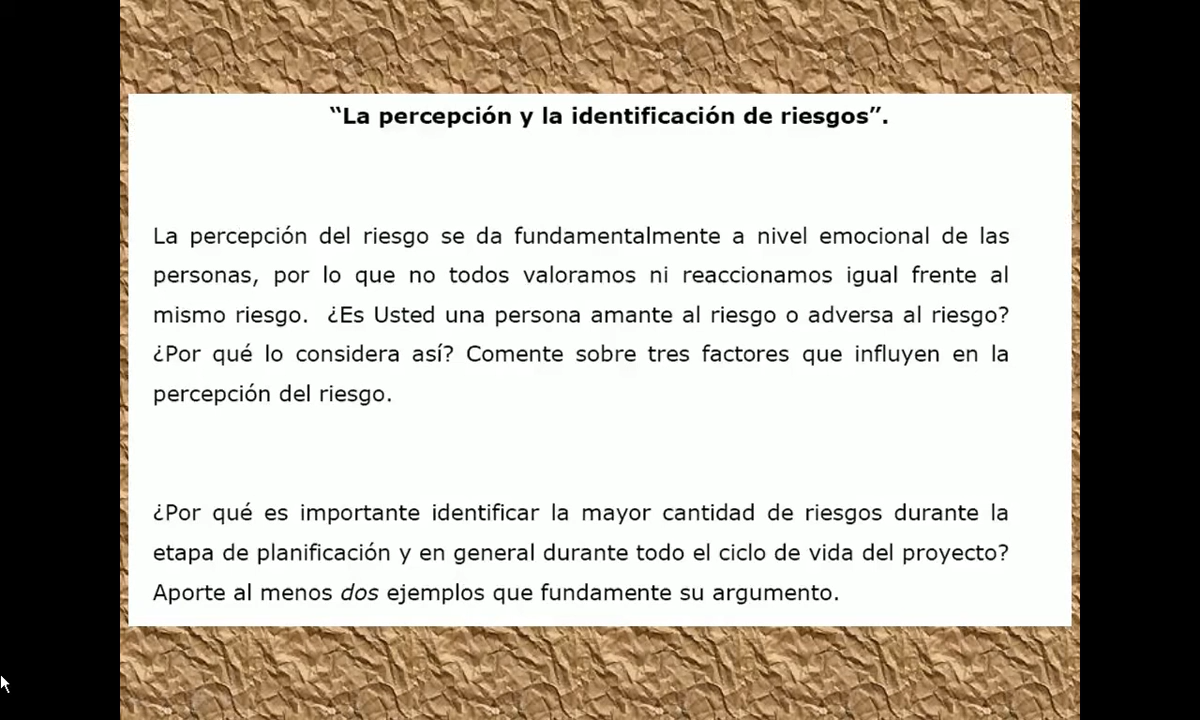 “La percepción y la identificación de riesgos”.
La percepción del riesgo se da fundamentalmente a nivel emocional de las
personas, por lo que no todos valoramos ni reaccionamos igual frente al
mismo riesgo. ¿Es Usted una persona amante al riesgo o adversa al riesgo?
¿Por qué lo considera así? Comente sobre tres factores que influyen en la
percepción del riesgo.
¿Por qué es importante identificar la mayor cantidad de riesgos durante la
etapa de planificación y en general durante todo el ciclo de vida del proyecto?
Aporte al menos dos ejemplos que fundamente su argumento.